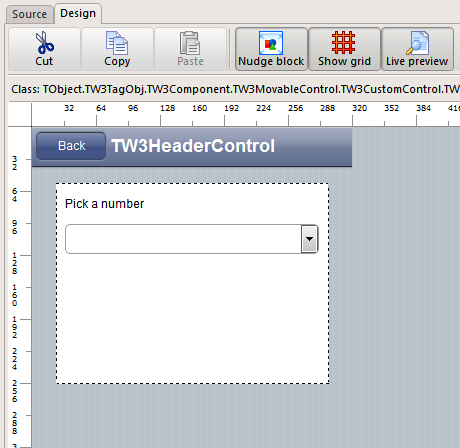 Source Design
Cut Copy Paste Nudge block Show grid Live preview
Class: TObject.TW3TagObj.TW3Component.TW3MovableControl.TW3CustomControl.TW
32 64 96 128 160 192 224 256 288 320 352 384 416
32
Back TW3HeaderControl
64
Pick a number
96
128
160
192
224
256
288
3